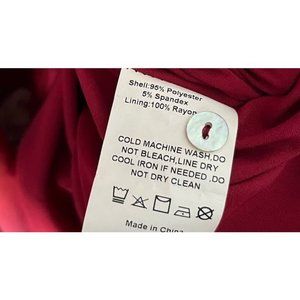 Shell:95% Polyester
5% Spandex
Lining:100% Rayon
COLD MACHINE WASH,DO
NOT BLEACH,LINE DRY
COOL IRON IF NEEDED .DO
NOT DRY CLEAN
Made in China